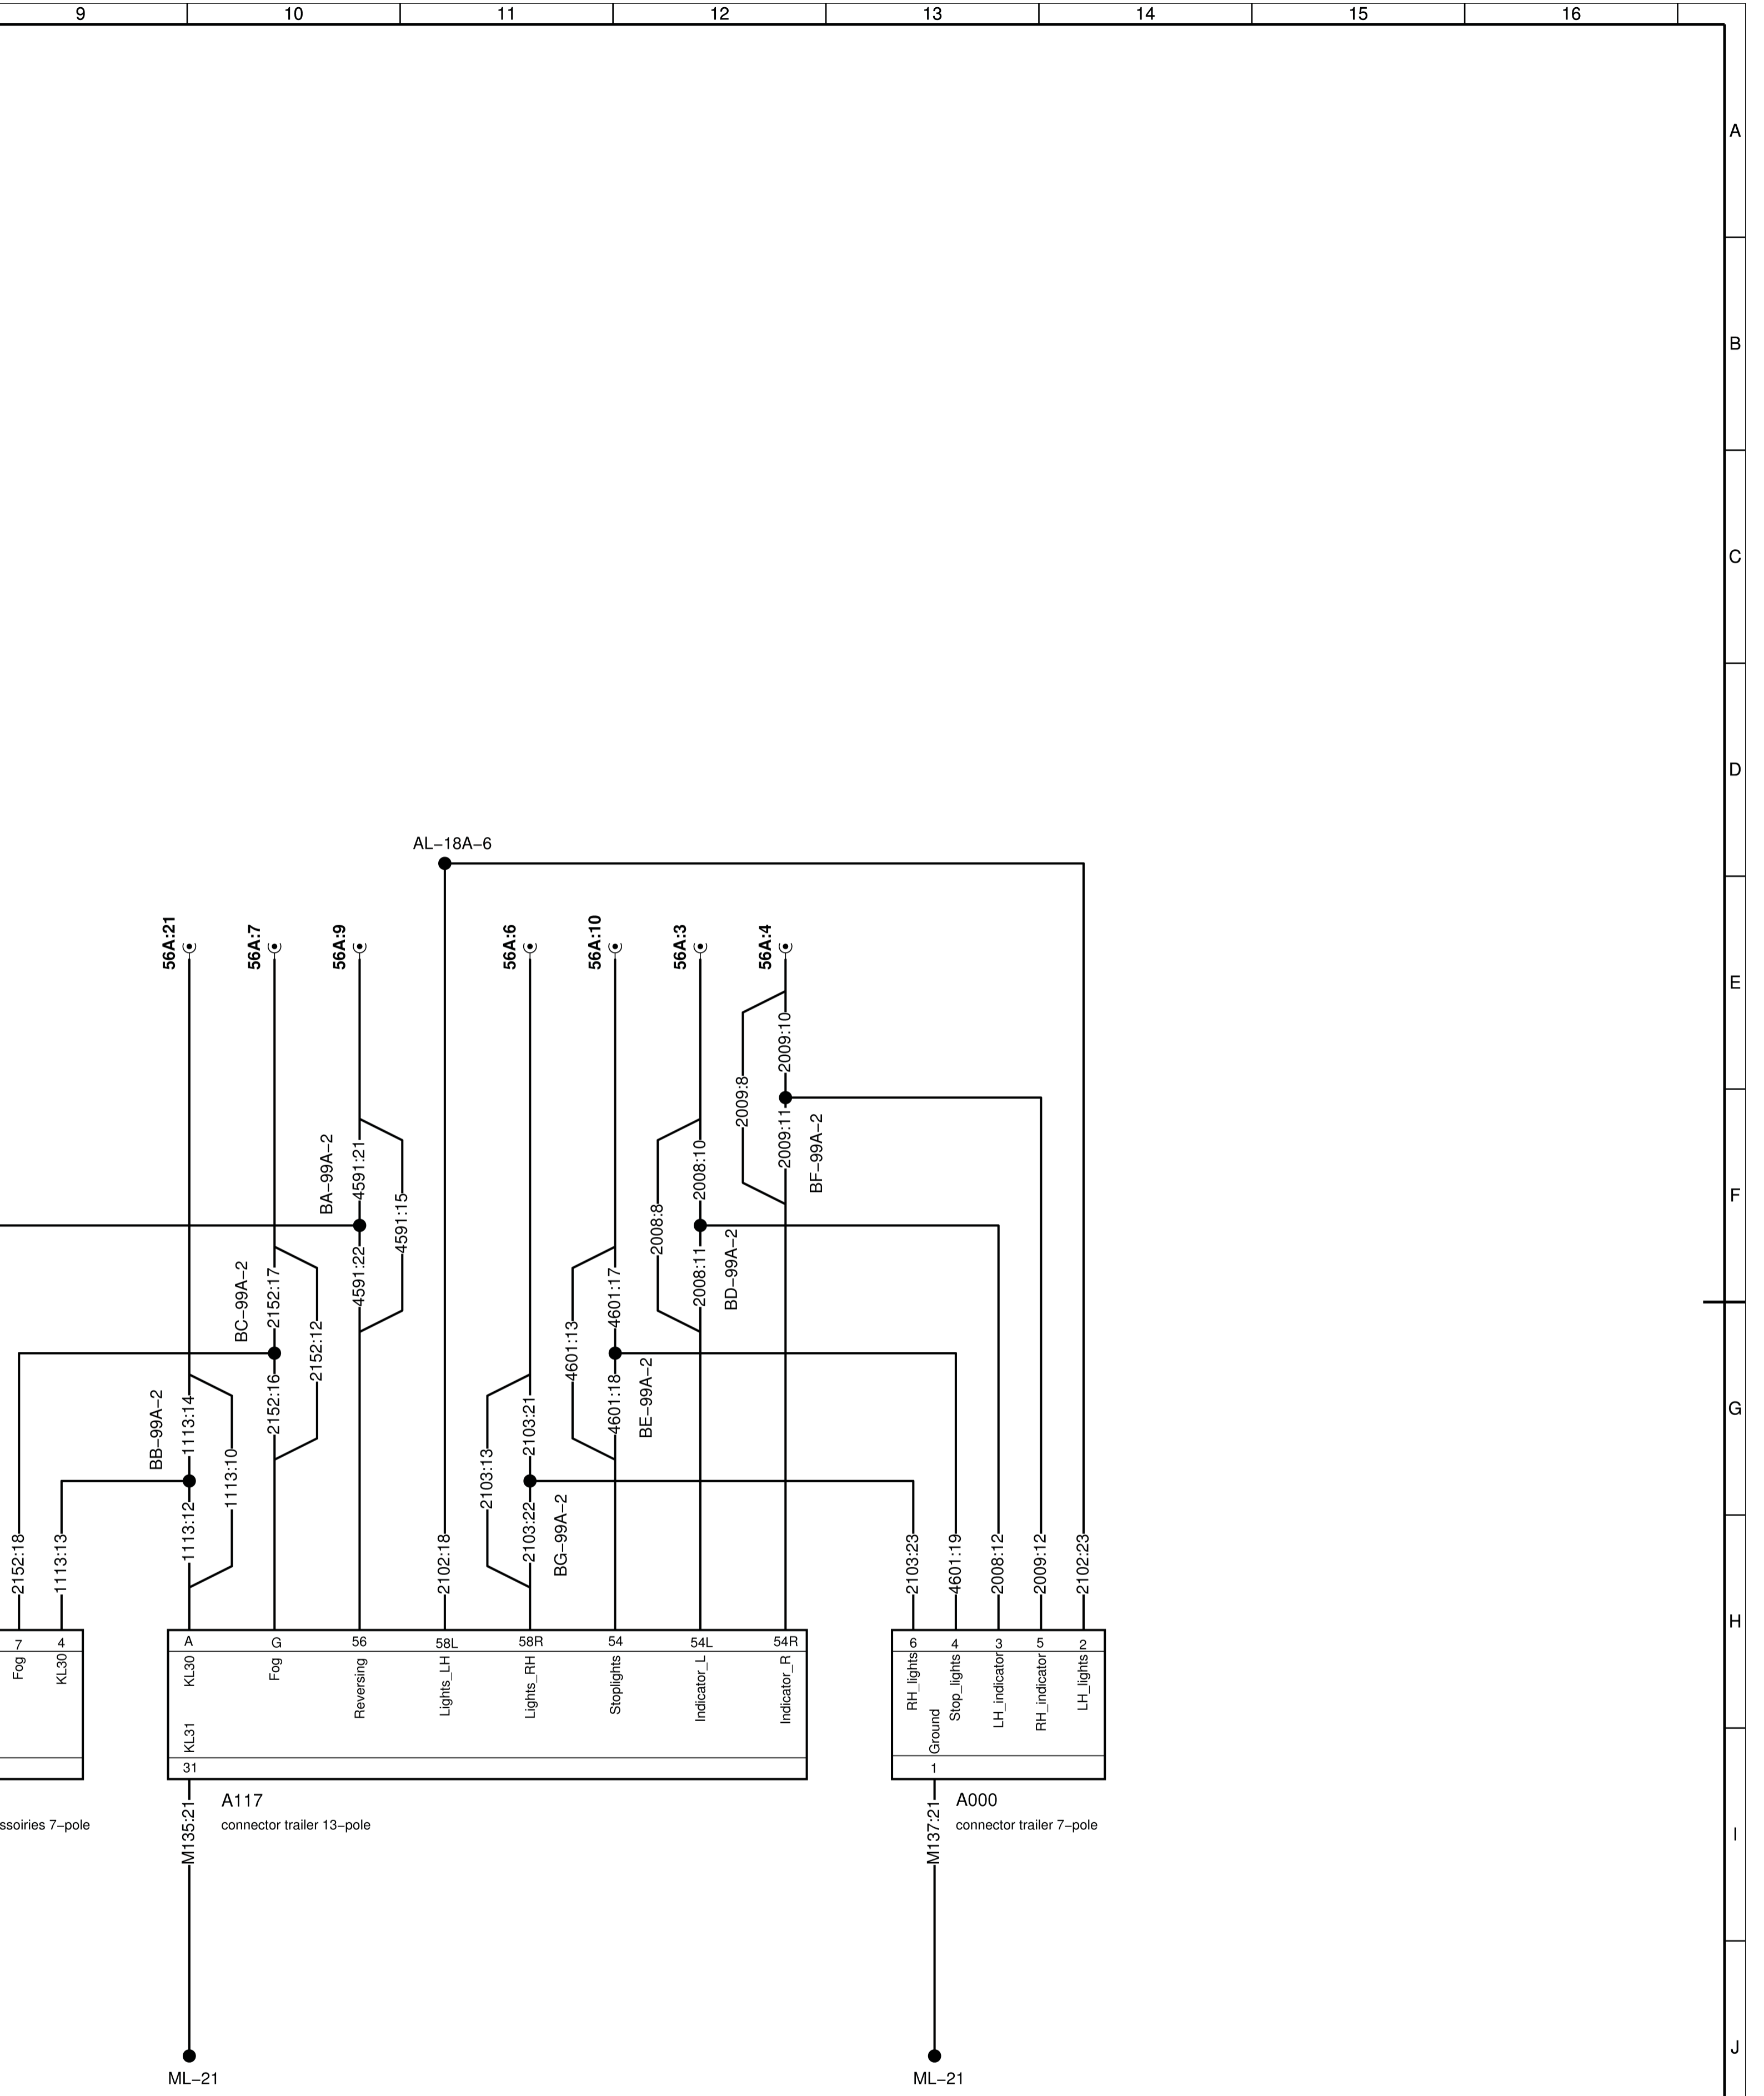 9 10 11 12 13 14 15 16
A
B
C
D
E
F
G
H
I
J
AL−18A−6
56A:21 56A:7 56A:9 56A:6 56A:10 56A:3 56A:4
2009:10
2009:8
2009:11
BF−99A−2
BA−99A−2
4591:21
4591:15
4591:22
2008:10
2008:8
2008:11
BD−99A−2
BC−99A−2
2152:17
2152:12
2152:16
4601:17
4601:13
4601:18
BE−99A−2
BB−99A−2
1113:14
1113:10
1113:12
2103:21
2103:13
2103:22
BG−99A−2
2152:18 1113:13 2102:18 2103:23 4601:19 2008:12 2009:12 2102:23
7 4 A G 56 58L 58R 54 54L 54R 6 4 3 5 2
Fog KL30 KL30 Fog Reversing Lights_LH Lights_RH Stoplights Indicator_L Indicator_R RH_lights Stop_lights LH_indicator RH_indicator LH_lights
KL31 Ground
31 1
M135:21 A117 M137:21 A000
ssoiries 7−pole connector trailer 13−pole connector trailer 7−pole
ML−21 ML−21